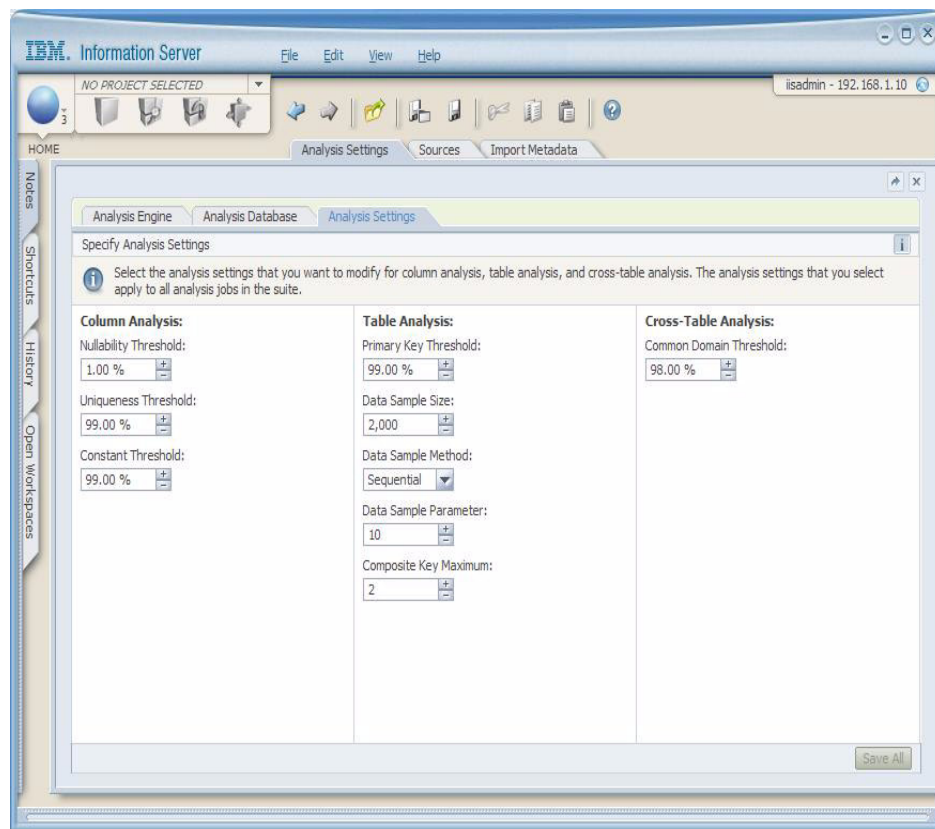 IBM. Information Server
File Edit View Help
NO PROJECT SELECTED
iisadmin - 192.168.1.10
3
HOME
Analysis Settings Sources Import Metadata
Notes
Shortcuts
History
Open Workspaces
Analysis Engine Analysis Database Analysis Settings
Specify Analysis Settings
Select the analysis settings that you want to modify for column analysis, table analysis, and cross-table analysis. The analysis settings that you select
apply to all analysis jobs in the suite.
Column Analysis:
Nullability Threshold:
1.00 %
Uniqueness Threshold:
99.00 %
Constant Threshold:
99.00 %
Table Analysis:
Primary Key Threshold:
99.00 %
Data Sample Size:
2,000
Data Sample Method:
Sequential
Data Sample Parameter:
10
Composite Key Maximum:
2
Cross-Table Analysis:
Common Domain Threshold:
98.00 %
Save All